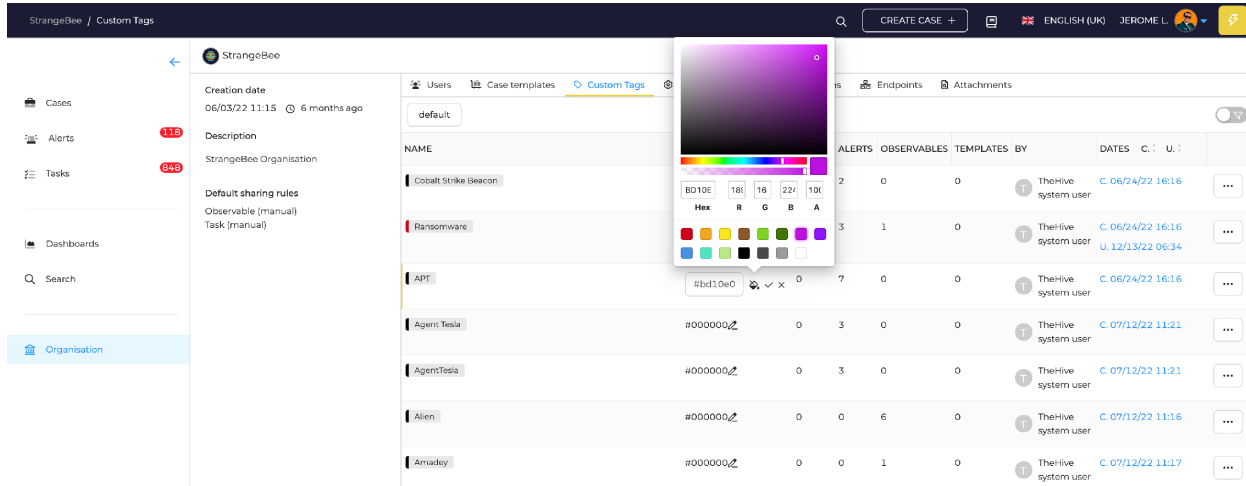 StrangeBee / Custom Tags
CREATE CASE +
ENGLISH (UK)
JEROME L.
StrangeBee
Cases
Alerts 118
Tasks 848
Dashboards
Search
Organisation
Creation date
06/03/22 11:15 6 months ago
Description
StrangeBee Organisation
Default sharing rules
Observable (manual)
Task (manual)
Users Case templates Custom Tags Endpoints Attachments
default
NAME ALERTS OBSERVABLES TEMPLATES BY DATES C. U.
BD10E 16
Hex R G B A
Cobalt Strike Beacon 2 0 0 T TheHive system user C. 06/24/22 16:16 ...
Ransomware 3 1 0 T TheHive system user C. 06/24/22 16:16 ...
U. 12/13/22 06:34
APT #bd10e0 0 7 0 0 T TheHive system user C. 06/24/22 16:16 ...
Agent Tesla #000000 0 3 0 0 T TheHive system user C. 07/12/22 11:21 ...
AgentTesla #000000 0 3 0 0 T TheHive system user C. 07/12/22 11:21 ...
Alien #000000 0 0 6 0 T TheHive system user C. 07/12/22 11:16 ...
Amadey #000000 0 0 1 0 T TheHive system user C. 07/12/22 11:17 ...